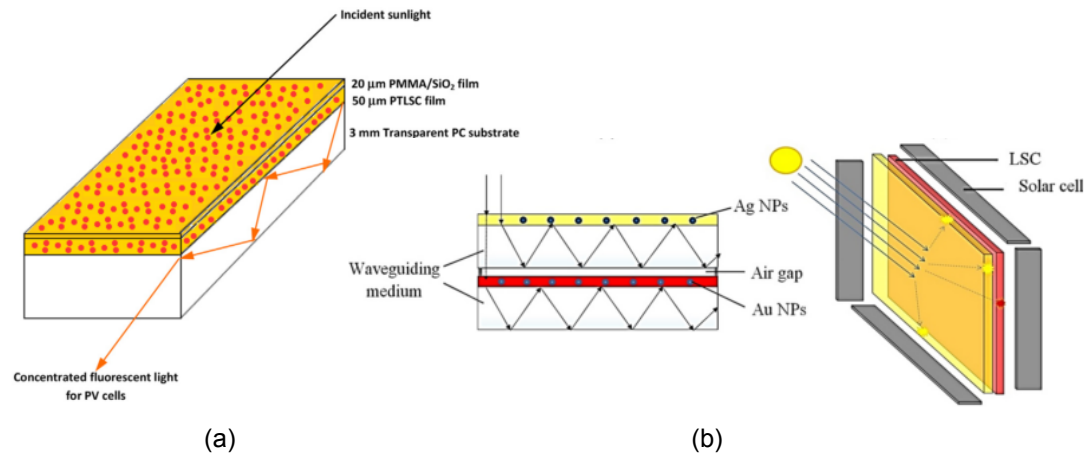 Incident sunlight
20 μm PMMA/SiO₂ film
50 μm PTLSC film
3 mm Transparent PC substrate
Concentrated fluorescent light
for PV cells
(a)
Waveguiding
medium
Ag NPs
Air gap
Au NPs
LSC
Solar cell
(b)